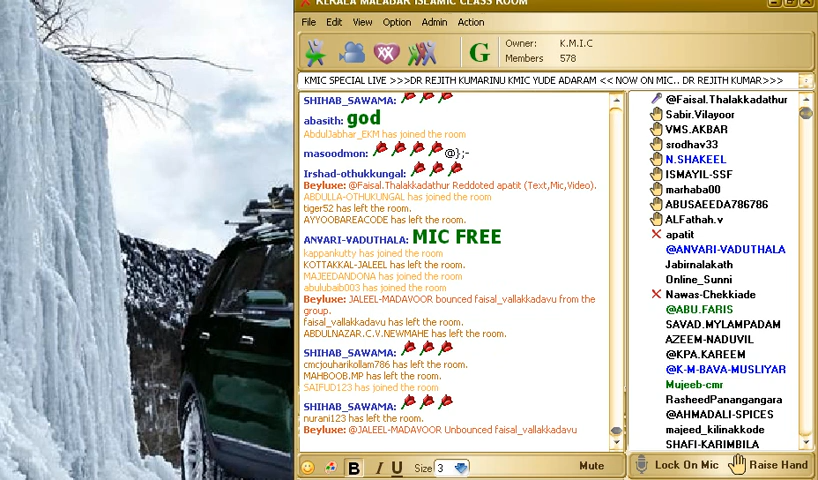 KERALA MALABAR ISLAMIC CLASS ROOM
File Edit View Option Admin Action
G
Owner: K.M.I.C
Members 578
KMIC SPECIAL LIVE >>>DR REJITH KUMARINU KMIC YUDE ADARAM << NOW ON MIC.. DR REJITH KUMAR>>>
SHIHAB_SAWAMA:
abasith: god
AbdulJabhar_EKM has joined the room
masoodmon: @};-
Irshad-othukkungal:
Beyluxe: @Faisal.Thalakkadathur Reddoted apatit (Text,Mic,Video).
ABDULLA-OTHUKUNGAL has joined the room
tiger52 has left the room.
AYYOOBAREACODE has left the room.
ANVARI-VADUTHALA: MIC FREE
kappankutty has joined the room
KOTTAKKAL-JALEEL has left the room.
MAJEEDANDONA has joined the room
abulubaib003 has joined the room
Beyluxe: JALEEL-MADAVOOR bounced faisal_vallakkadavu from the
group.
faisal_vallakkadavu has left the room.
ABDULNAZAR.C.V.NEWMAHE has left the room.
SHIHAB_SAWAMA:
cmcjouharikollam786 has left the room.
MAHBOOB.MP has left the room.
SAIFUD123 has joined the room
SHIHAB_SAWAMA:
nurani123 has left the room.
Beyluxe: @JALEEL-MADAVOOR Unbounced faisal_vallakkadavu
@Faisal.Thalakkadathur
Sabir.Vilayoor
VMS.AKBAR
srodhav33
N.SHAKEEL
ISMAYIL-SSF
marhaba00
ABUSAEEDA786786
ALFathah.v
apatit
@ANVARI-VADUTHALA
Jabirnalakath
Online_Sunni
Nawas-Chekkiade
@ABU.FARIS
SAVAD.MYLAMPADAM
AZEEM-NADUVIL
@KPA.KAREEM
@K-M-BAVA-MUSLIYAR
Mujeeb-cmr
RasheedPanangangara
@AHMADALI-SPICES
majeed_kilinakkode
SHAFI-KARIMBILA
B I U Size 3 Mute
Lock On Mic Raise Hand